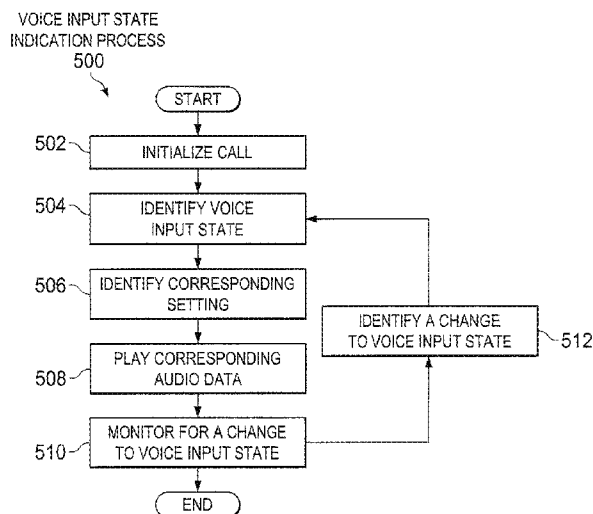 VOICE INPUT STATE
INDICATION PROCESS
500
START
502
INITIALIZE CALL
504
IDENTIFY VOICE
INPUT STATE
506
IDENTIFY CORRESPONDING
SETTING
508
PLAY CORRESPONDING
AUDIO DATA
510
MONITOR FOR A CHANGE
TO VOICE INPUT STATE
IDENTIFY A CHANGE
TO VOICE INPUT STATE
512
END